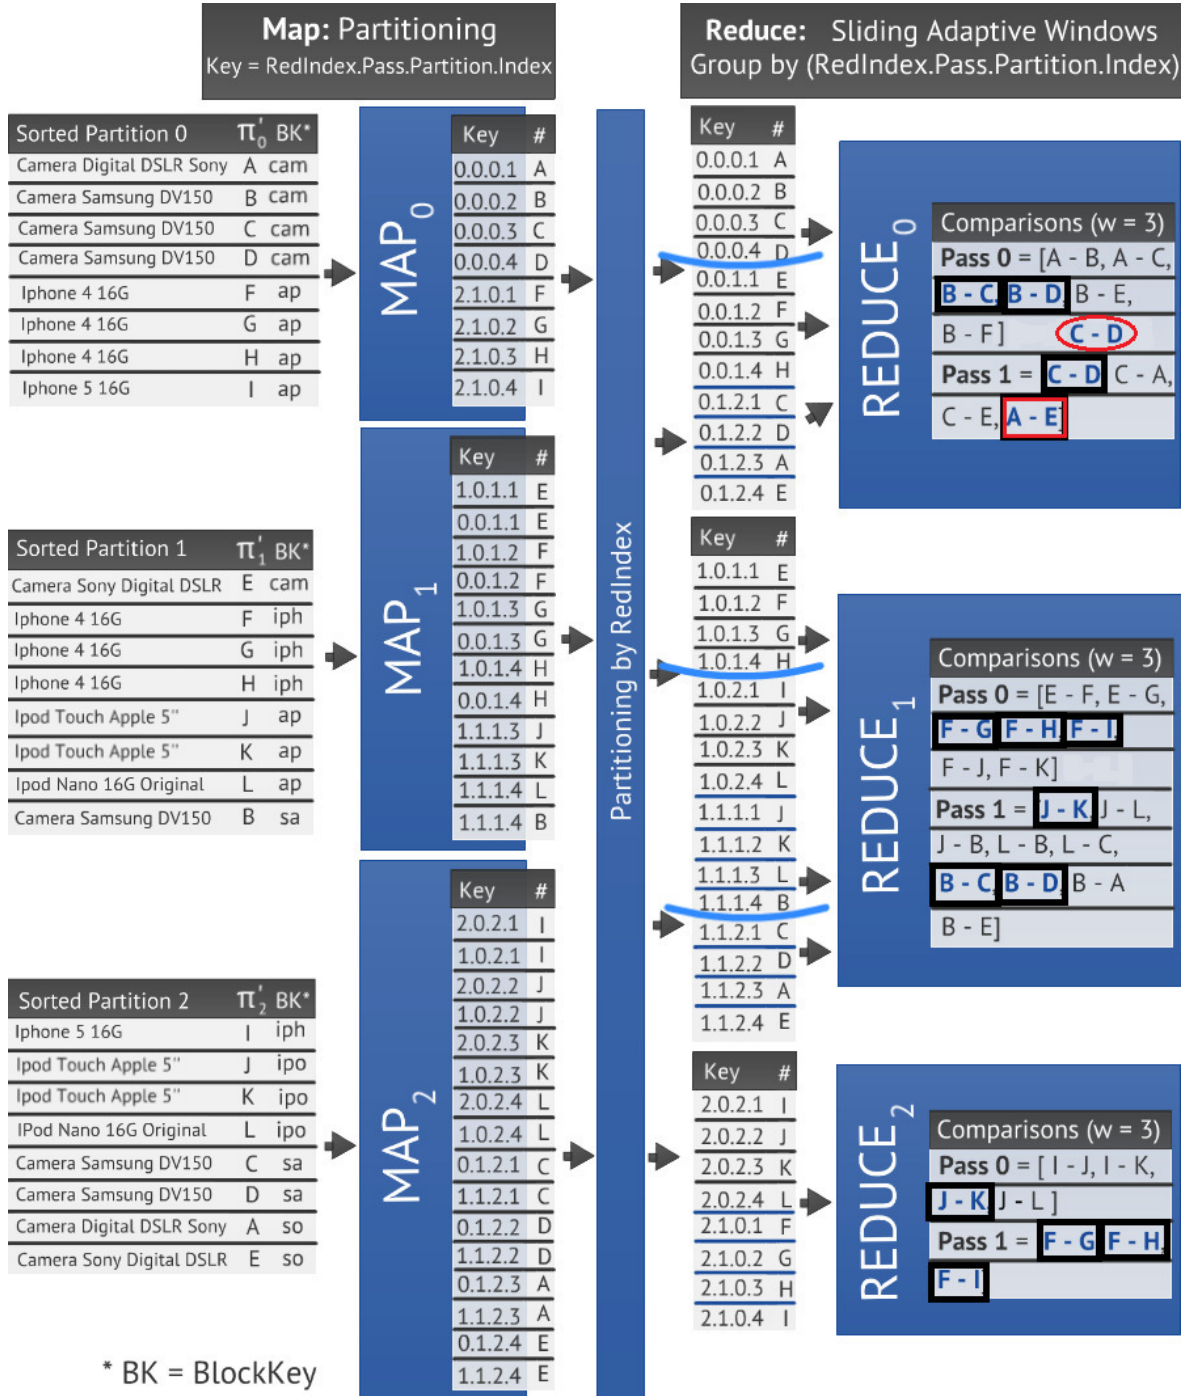 Map: Partitioning
Key = RedIndex.Pass.Partition.Index
Reduce: Sliding Adaptive Windows
Group by (RedIndex.Pass.Partition.Index)
Sorted Partition 0 π'0 BK*
Camera Digital DSLR Sony A cam
Camera Samsung DV150 B cam
Camera Samsung DV150 C cam
Camera Samsung DV150 D cam
Iphone 4 16G F ap
Iphone 4 16G G ap
Iphone 4 16G H ap
Iphone 5 16G I ap
Sorted Partition 1 π'1 BK*
Camera Sony Digital DSLR E cam
Iphone 4 16G F iph
Iphone 4 16G G iph
Iphone 4 16G H iph
Ipod Touch Apple 5" J ap
Ipod Touch Apple 5" K ap
Ipod Nano 16G Original L ap
Camera Samsung DV150 B sa
Sorted Partition 2 π'2 BK*
Iphone 5 16G I iph
Ipod Touch Apple 5" J ipo
Ipod Touch Apple 5" K ipo
IPod Nano 16G Original L ipo
Camera Samsung DV150 C sa
Camera Samsung DV150 D sa
Camera Digital DSLR Sony A so
Camera Sony Digital DSLR E so
* BK = BlockKey
MAP0
Key #
0.0.0.1 A
0.0.0.2 B
0.0.0.3 C
0.0.0.4 D
2.1.0.1 F
2.1.0.2 G
2.1.0.3 H
2.1.0.4 I
MAP1
Key #
1.0.1.1 E
0.0.1.1 E
1.0.1.2 F
0.0.1.2 F
1.0.1.3 G
0.0.1.3 G
1.0.1.4 H
0.0.1.4 H
1.1.1.3 J
1.1.1.3 K
1.1.1.4 L
1.1.1.4 B
MAP2
Key #
2.0.2.1 I
1.0.2.1 I
2.0.2.2 J
1.0.2.2 J
2.0.2.3 K
1.0.2.3 K
2.0.2.4 L
1.0.2.4 L
0.1.2.1 C
1.1.2.1 C
0.1.2.2 D
1.1.2.2 D
0.1.2.3 A
1.1.2.3 A
0.1.2.4 E
1.1.2.4 E
Partitioning by RedIndex
Key #
0.0.0.1 A
0.0.0.2 B
0.0.0.3 C
0.0.0.4 D
0.0.1.1 E
0.0.1.2 F
0.0.1.3 G
0.0.1.4 H
0.1.2.1 C
0.1.2.2 D
0.1.2.3 A
0.1.2.4 E
Key #
1.0.1.1 E
1.0.1.2 F
1.0.1.3 G
1.0.1.4 H
1.0.2.1 I
1.0.2.2 J
1.0.2.3 K
1.0.2.4 L
1.1.1.1 J
1.1.1.2 K
1.1.1.3 L
1.1.1.4 B
1.1.2.1 C
1.1.2.2 D
1.1.2.3 A
1.1.2.4 E
Key #
2.0.2.1 I
2.0.2.2 J
2.0.2.3 K
2.0.2.4 L
2.1.0.1 F
2.1.0.2 G
2.1.0.3 H
2.1.0.4 I
REDUCE0
Comparisons (w = 3)
Pass 0 = [A - B, A - C,
B - C, B - D, B - E,
B - F] C - D
Pass 1 = C - D, C - A,
C - E, A - E]
REDUCE1
Comparisons (w = 3)
Pass 0 = [E - F, E - G,
F - G, F - H, F - I,
F - J, F - K]
Pass 1 = [J - K, J - L,
J - B, L - B, L - C,
B - C, B - D, B - A
B - E]
REDUCE2
Comparisons (w = 3)
Pass 0 = [ I - J, I - K,
J - K, J - L ]
Pass 1 = F - G, F - H,
F - I]